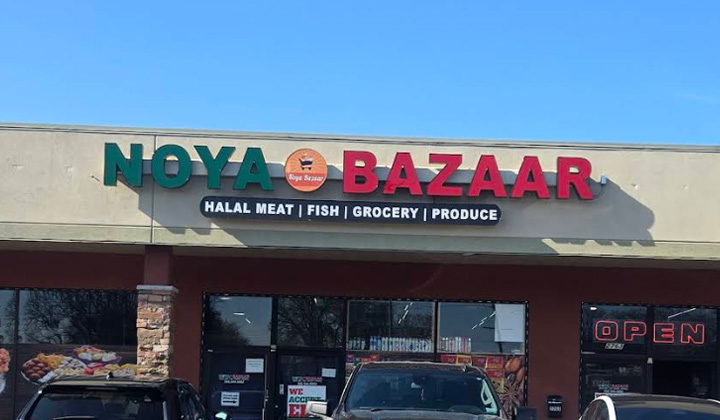 NOYA BAZAAR
Noya Bazaar
HALAL MEAT | FISH | GROCERY | PRODUCE
OPEN
WE
ACCEPT